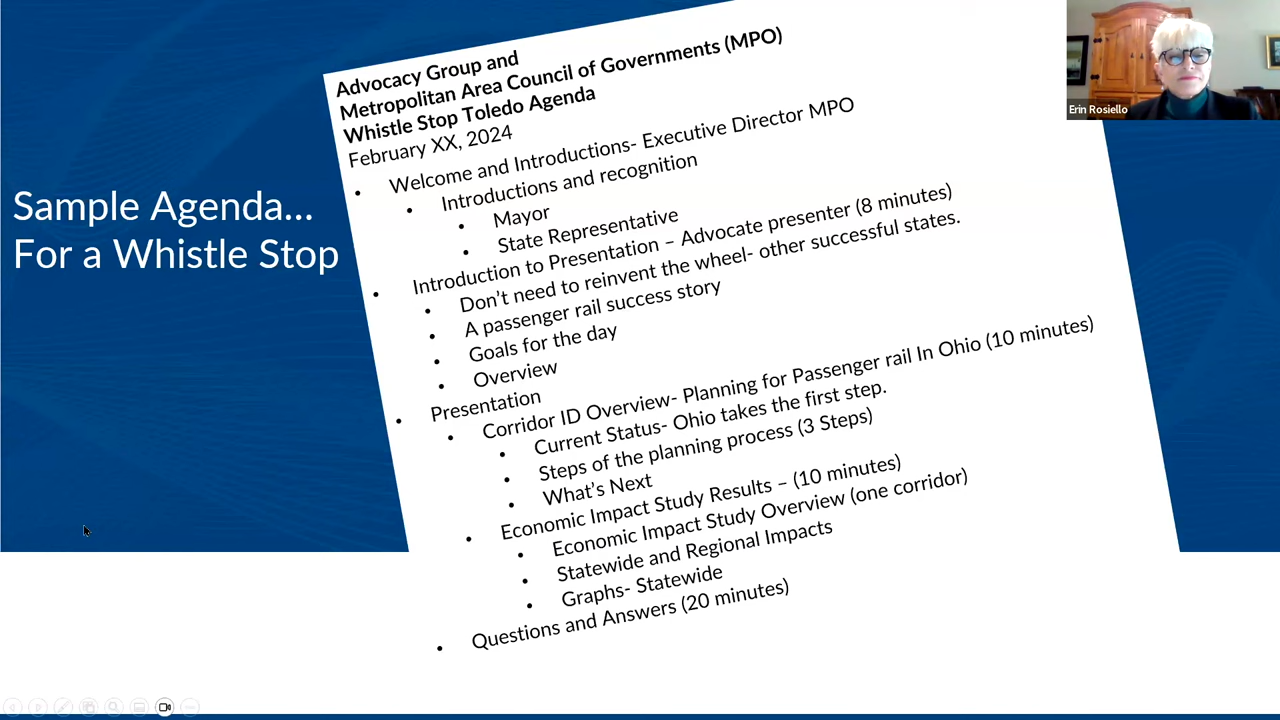 Sample Agenda...
For a Whistle Stop
Advocacy Group and
Metropolitan Area Council of Governments (MPO)
Whistle Stop Toledo Agenda
February XX, 2024
• Welcome and Introductions- Executive Director MPO
• Introductions and recognition
• Mayor
• State Representative
• Introduction to Presentation – Advocate presenter (8 minutes)
• Don't need to reinvent the wheel- other successful states.
• A passenger rail success story
• Goals for the day
• Overview
• Presentation
• Corridor ID Overview- Planning for Passenger rail In Ohio (10 minutes)
• Current Status- Ohio takes the first step.
• Steps of the planning process (3 Steps)
• What's Next
• Economic Impact Study Results – (10 minutes)
• Economic Impact Study Overview (one corridor)
• Statewide and Regional Impacts
• Graphs- Statewide
• Questions and Answers (20 minutes)
Erin Rosiello